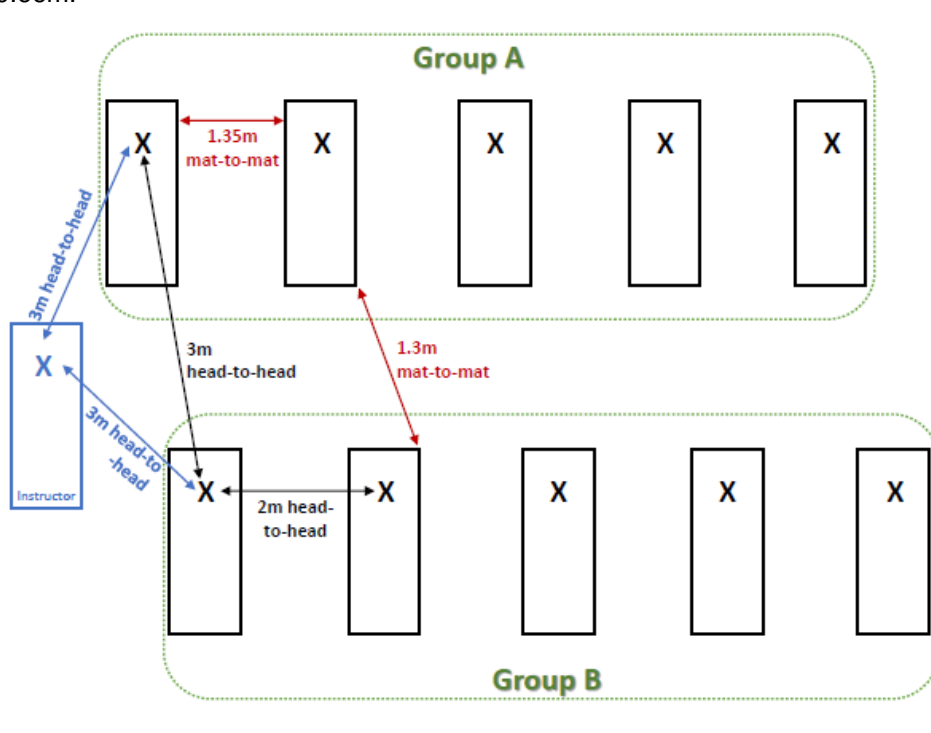 Group A
X
X
X
X
X
1.35m
mat-to-mat
3m head-to-head
3m
head-to-head
1.3m
mat-to-mat
X
3m head-to
-head
Instructor
X
X
X
X
X
2m head-
to-head
Group B